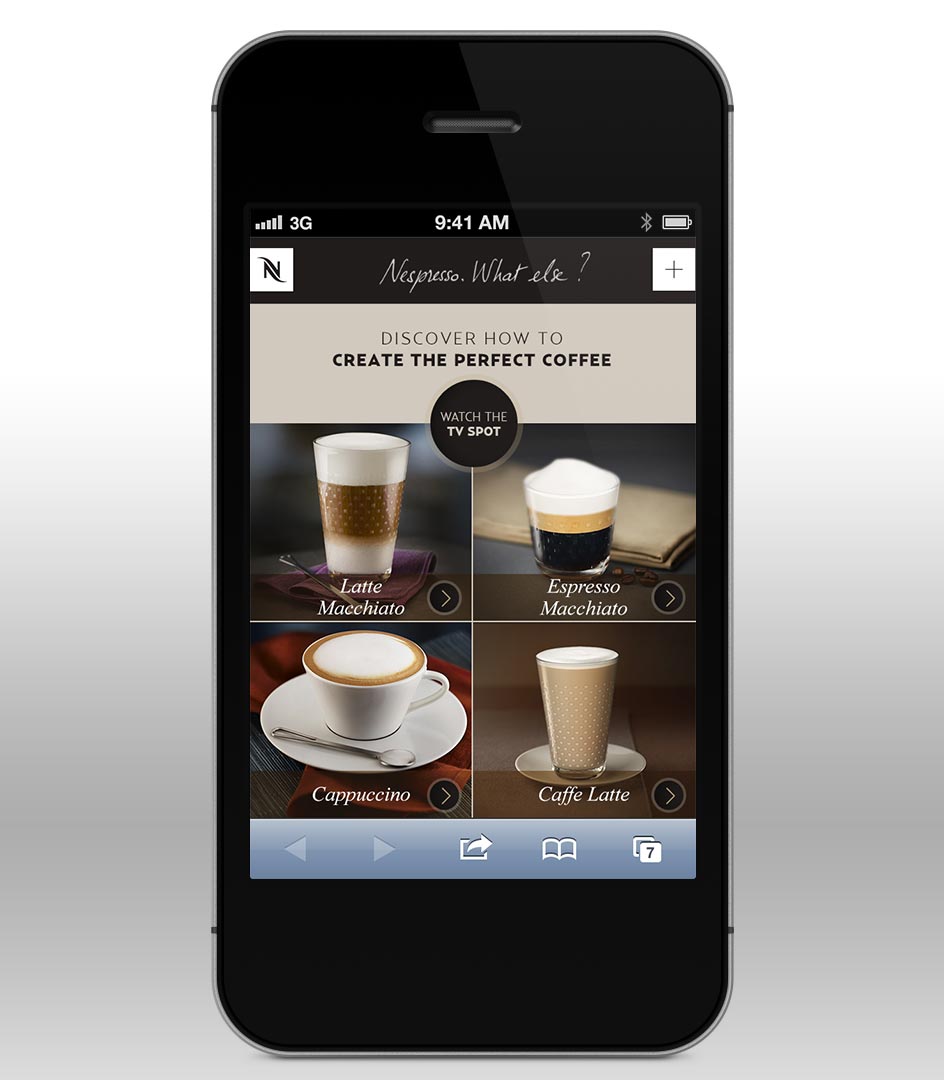 3G 9:41 AM
N
Nespresso. What else ?
+
DISCOVER HOW TO
CREATE THE PERFECT COFFEE
WATCH THE
TV SPOT
Latte
Macchiato
Espresso
Macchiato
Cappuccino
Caffe Latte
7